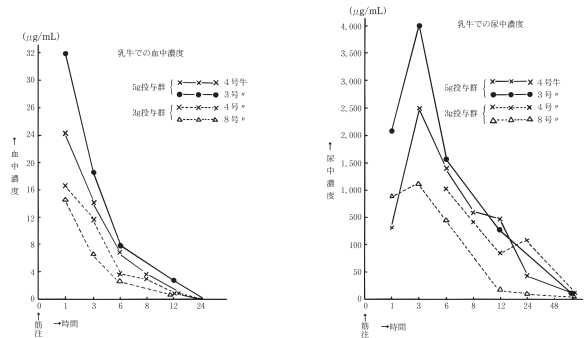 (μg/mL)
乳牛での血中濃度
32
28
24
20
16
12
8
4
0
5g投与群
4号牛
3号〃
3g投与群
4号〃
8号〃
→血中濃度
0 1 3 6 8 12 24
→筋注
→時間
(μg/mL)
乳牛での尿中濃度
4,000
3,500
3,000
2,500
2,000
1,500
1,000
500
0
5g投与群
4号牛
3号〃
3g投与群
4号〃
8号〃
→尿中濃度
0 1 3 6 8 12 24 48
→筋注
→時間